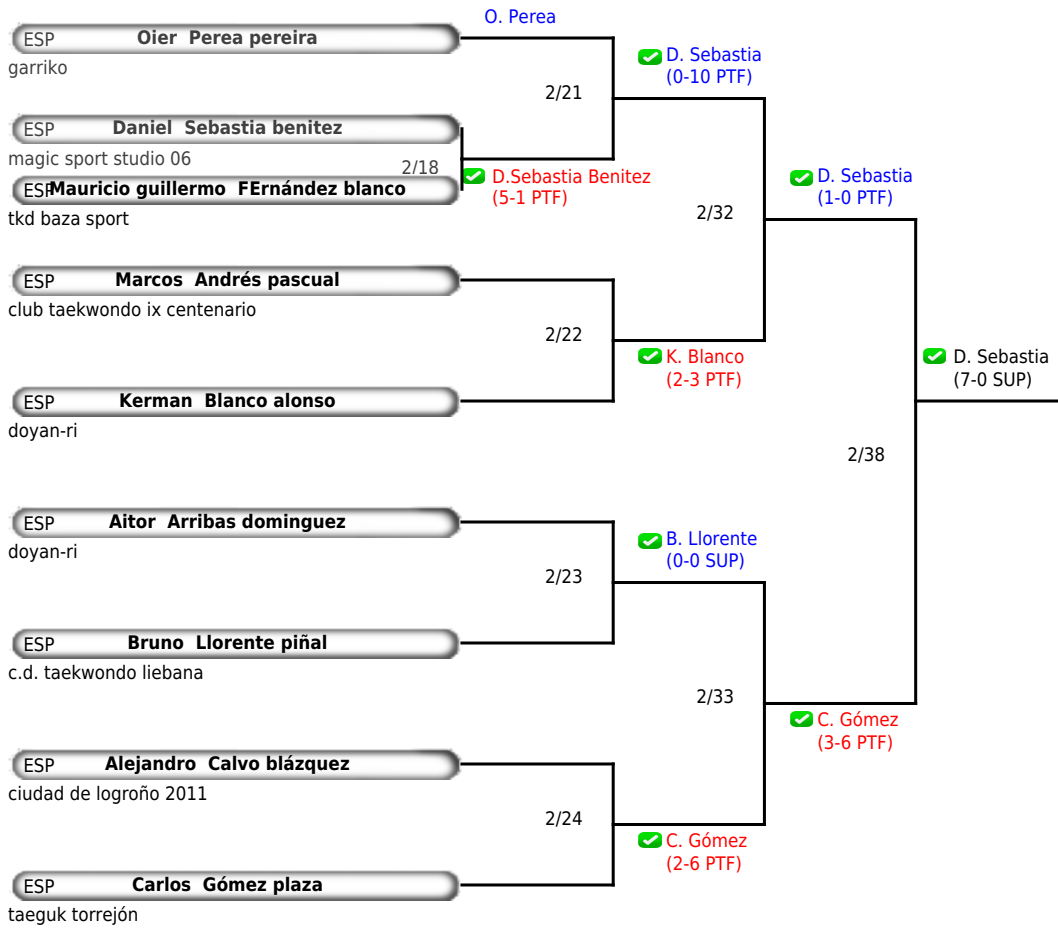 O. Perea
ESP Oier Perea pereira
garriko
D. Sebastia
(0-10 PTF)
2/21
ESP Daniel Sebastia benitez
magic sport studio 06
2/18
D.Sebastia Benitez
(5-1 PTF)
ESP Mauricio guillermo FErnández blanco
tkd baza sport
D. Sebastia
(1-0 PTF)
2/32
ESP Marcos Andrés pascual
club taekwondo ix centenario
2/22
K. Blanco
(2-3 PTF)
D. Sebastia
(7-0 SUP)
ESP Kerman Blanco alonso
doyan-ri
2/38
ESP Aitor Arribas dominguez
doyan-ri
B. Llorente
(0-0 SUP)
2/23
ESP Bruno Llorente piñal
c.d. taekwondo liebana
2/33
C. Gómez
(3-6 PTF)
ESP Alejandro Calvo blázquez
ciudad de logroño 2011
2/24
C. Gómez
(2-6 PTF)
ESP Carlos Gómez plaza
taeguk torrejón